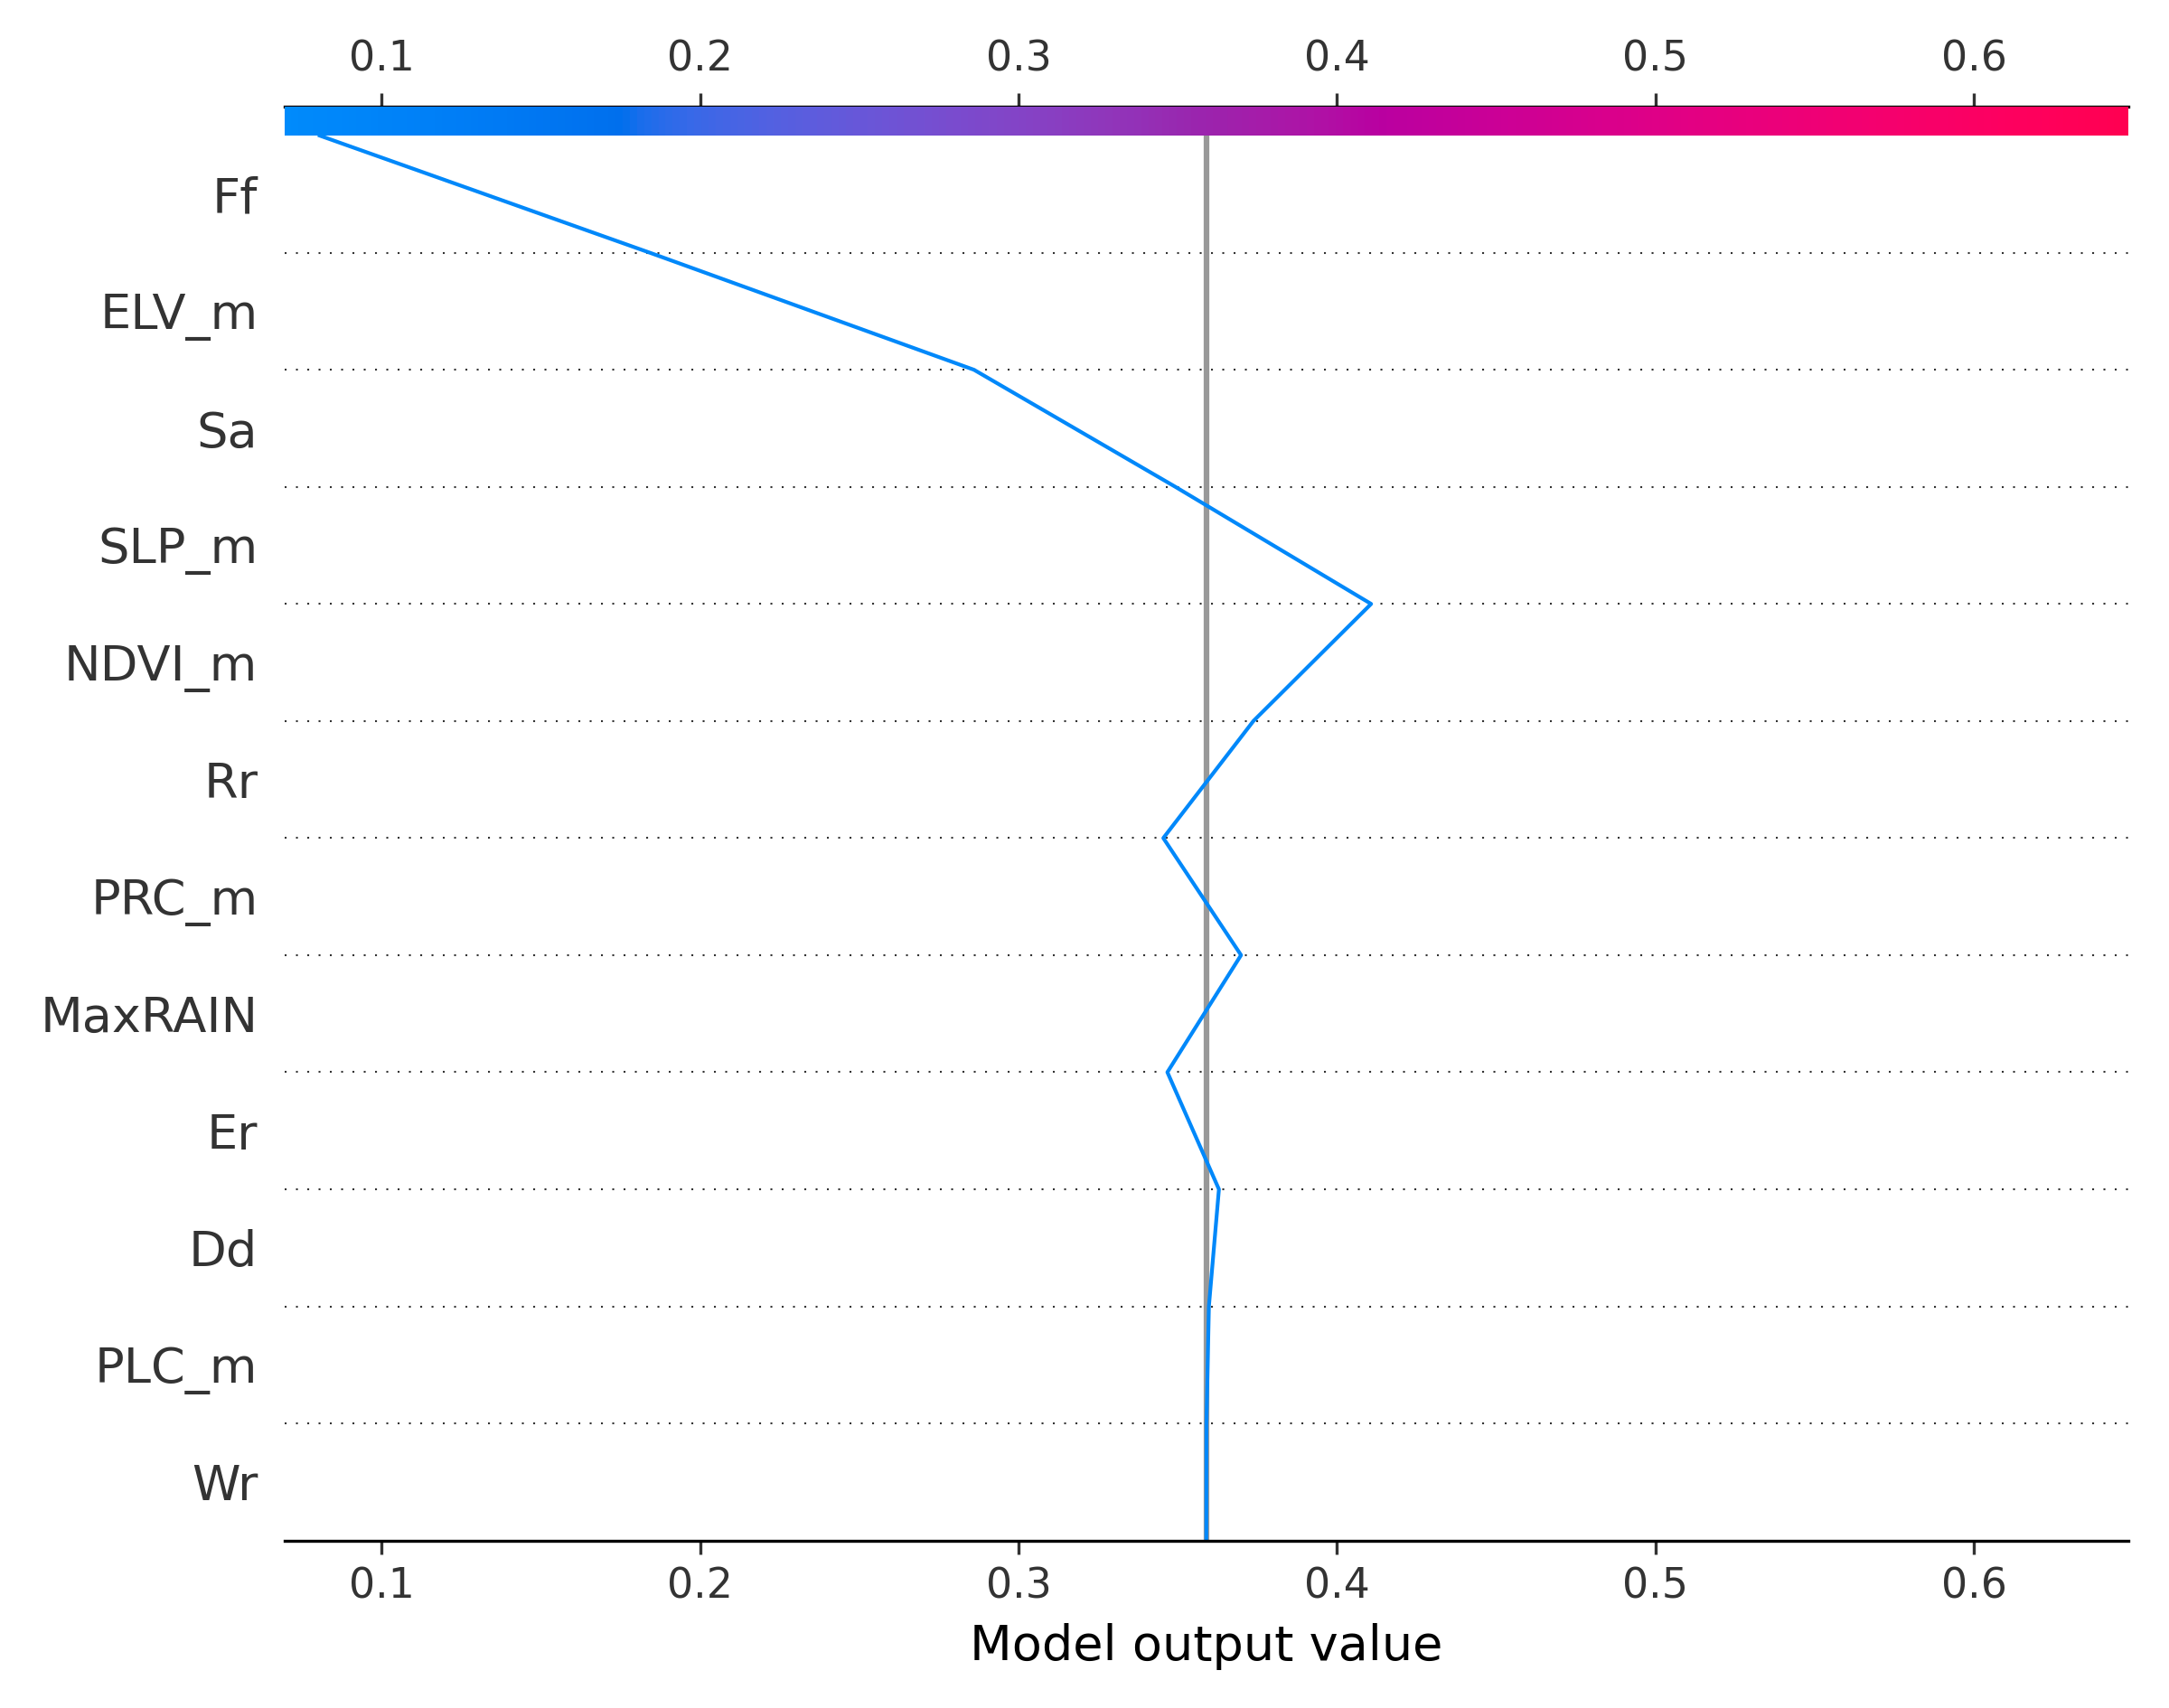 0.1 0.2 0.3 0.4 0.5 0.6
Ff
ELV_m
Sa
SLP_m
NDVI_m
Rr
PRC_m
MaxRAIN
Er
Dd
PLC_m
Wr
0.1 0.2 0.3 0.4 0.5 0.6
Model output value